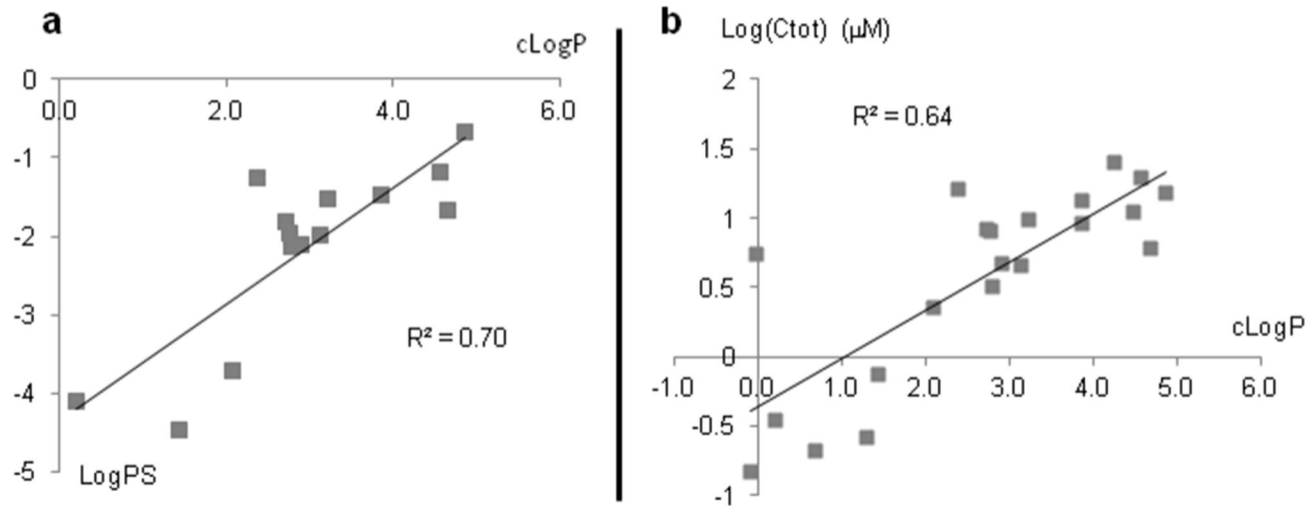 a
cLogP
0
0.0 2.0 4.0 6.0
-1
-2
-3
R² = 0.70
-4
LogPS
-5
b Log(Ctot) (µM)
2
R² = 0.64
1.5
1
0.5
cLogP
0
-1.0 0.0 1.0 2.0 3.0 4.0 5.0 6.0
-0.5
-1